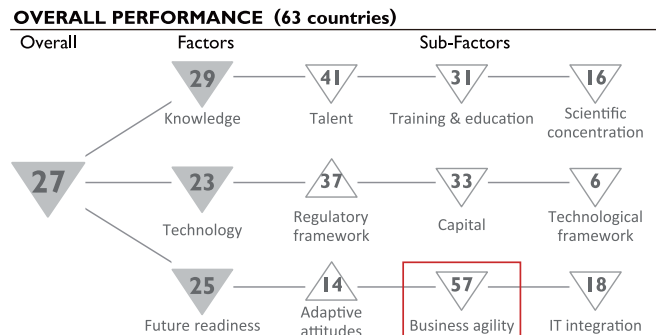 OVERALL PERFORMANCE (63 countries)
Overall Factors Sub-Factors
29 41 31 16
Knowledge Talent Training & education Scientific
concentration
27 23 37 33 6
Technology Regulatory
framework Capital Technological
framework
25 14 57 18
Future readiness Adaptive
attitudes Business agility IT integration